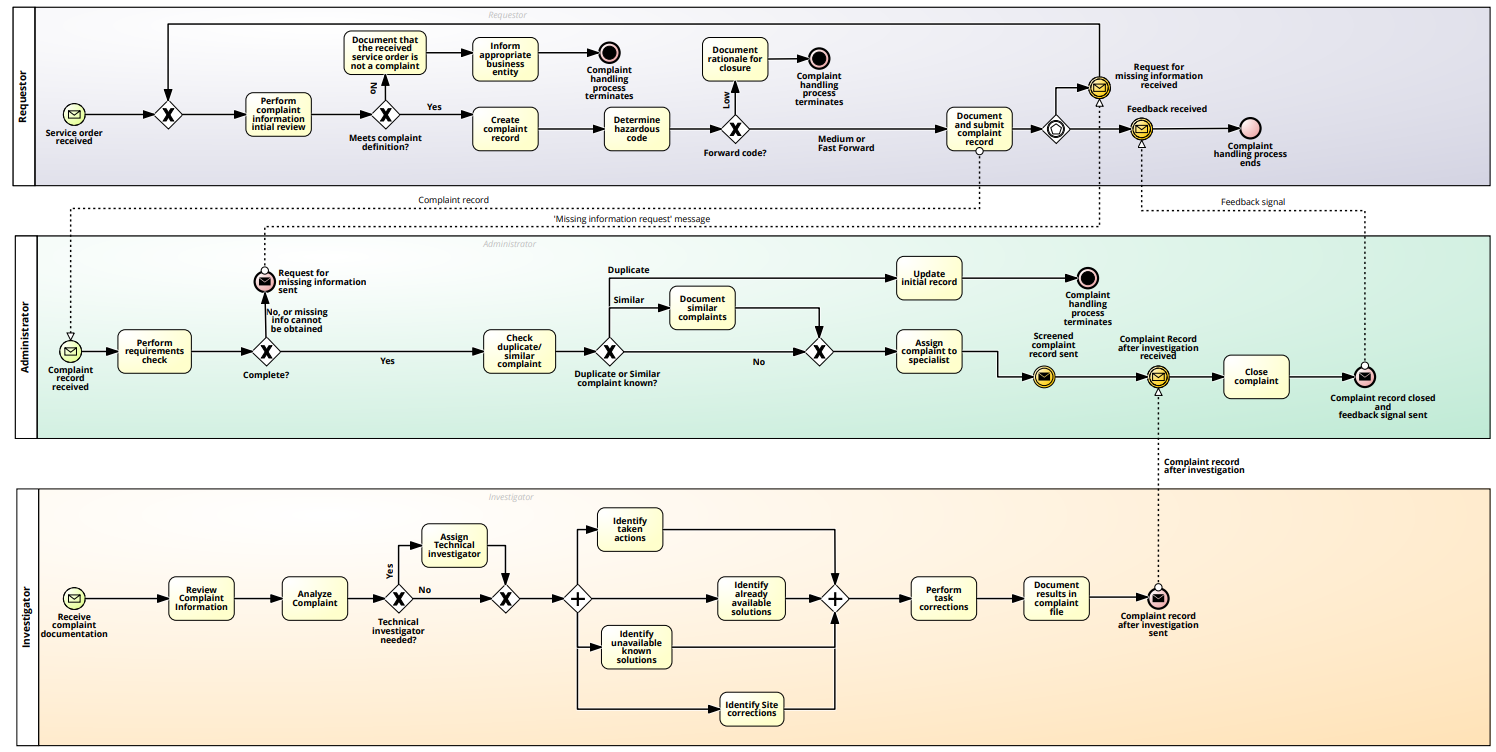 Requestor
Requestor
Service order
received
Perform
complaint
information
intial review
Document that
the received
service order is
not a complaint
No
Meets complaint
definition?
Yes
Inform
appropriate
business
entity
Complaint
handling
process
terminates
Create
complaint
record
Determine
hazardous
code
Document
rationale for
closure
Low
Forward code?
Complaint
handling
process
terminates
Medium or
Fast Forward
Document
and submit
complaint
record
Request for
missing information
received
Feedback received
Complaint
handling process
ends
Complaint record
'Missing information request' message
Feedback signal
Administrator
Administrator
Complaint
record
received
Perform
requirements
check
Request for
missing information
sent
No, or missing
info cannot
be obtained
Complete?
Yes
Check
duplicate/
similar
complaint
Duplicate
Similar
Duplicate or Similar
complaint known?
Document
similar
complaints
No
Update
initial record
Complaint
handling
process
terminates
Assign
complaint to
specialist
Screened
complaint
record sent
Complaint Record
after investigation
received
Close
complaint
Complaint record closed
and
feedback signal sent
Complaint record
after investigation
Investigator
Investigator
Receive
complaint
documentation
Review
Complaint
Information
Analyze
Complaint
Yes
No
Technical
investigator
needed?
Assign
Technical
investigator
Identify
taken
actions
Identify
already
available
solutions
Identify
unavailable
known
solutions
Identify Site
corrections
Perform
task
corrections
Document
results in
complaint
file
Complaint record
after investigation
sent